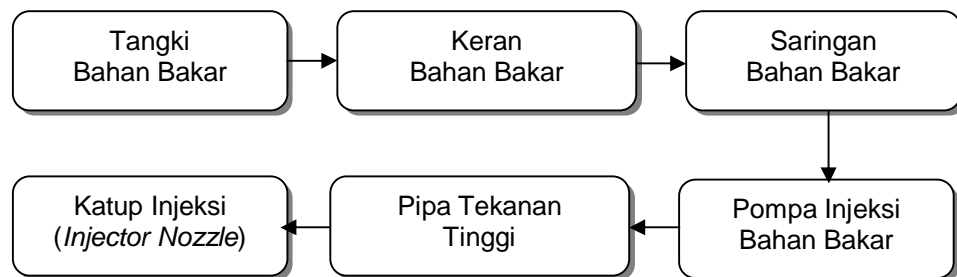 Tangki
Bahan Bakar
Keran
Bahan Bakar
Saringan
Bahan Bakar
Katup Injeksi
(Injector Nozzle)
Pipa Tekanan
Tinggi
Pompa Injeksi
Bahan Bakar